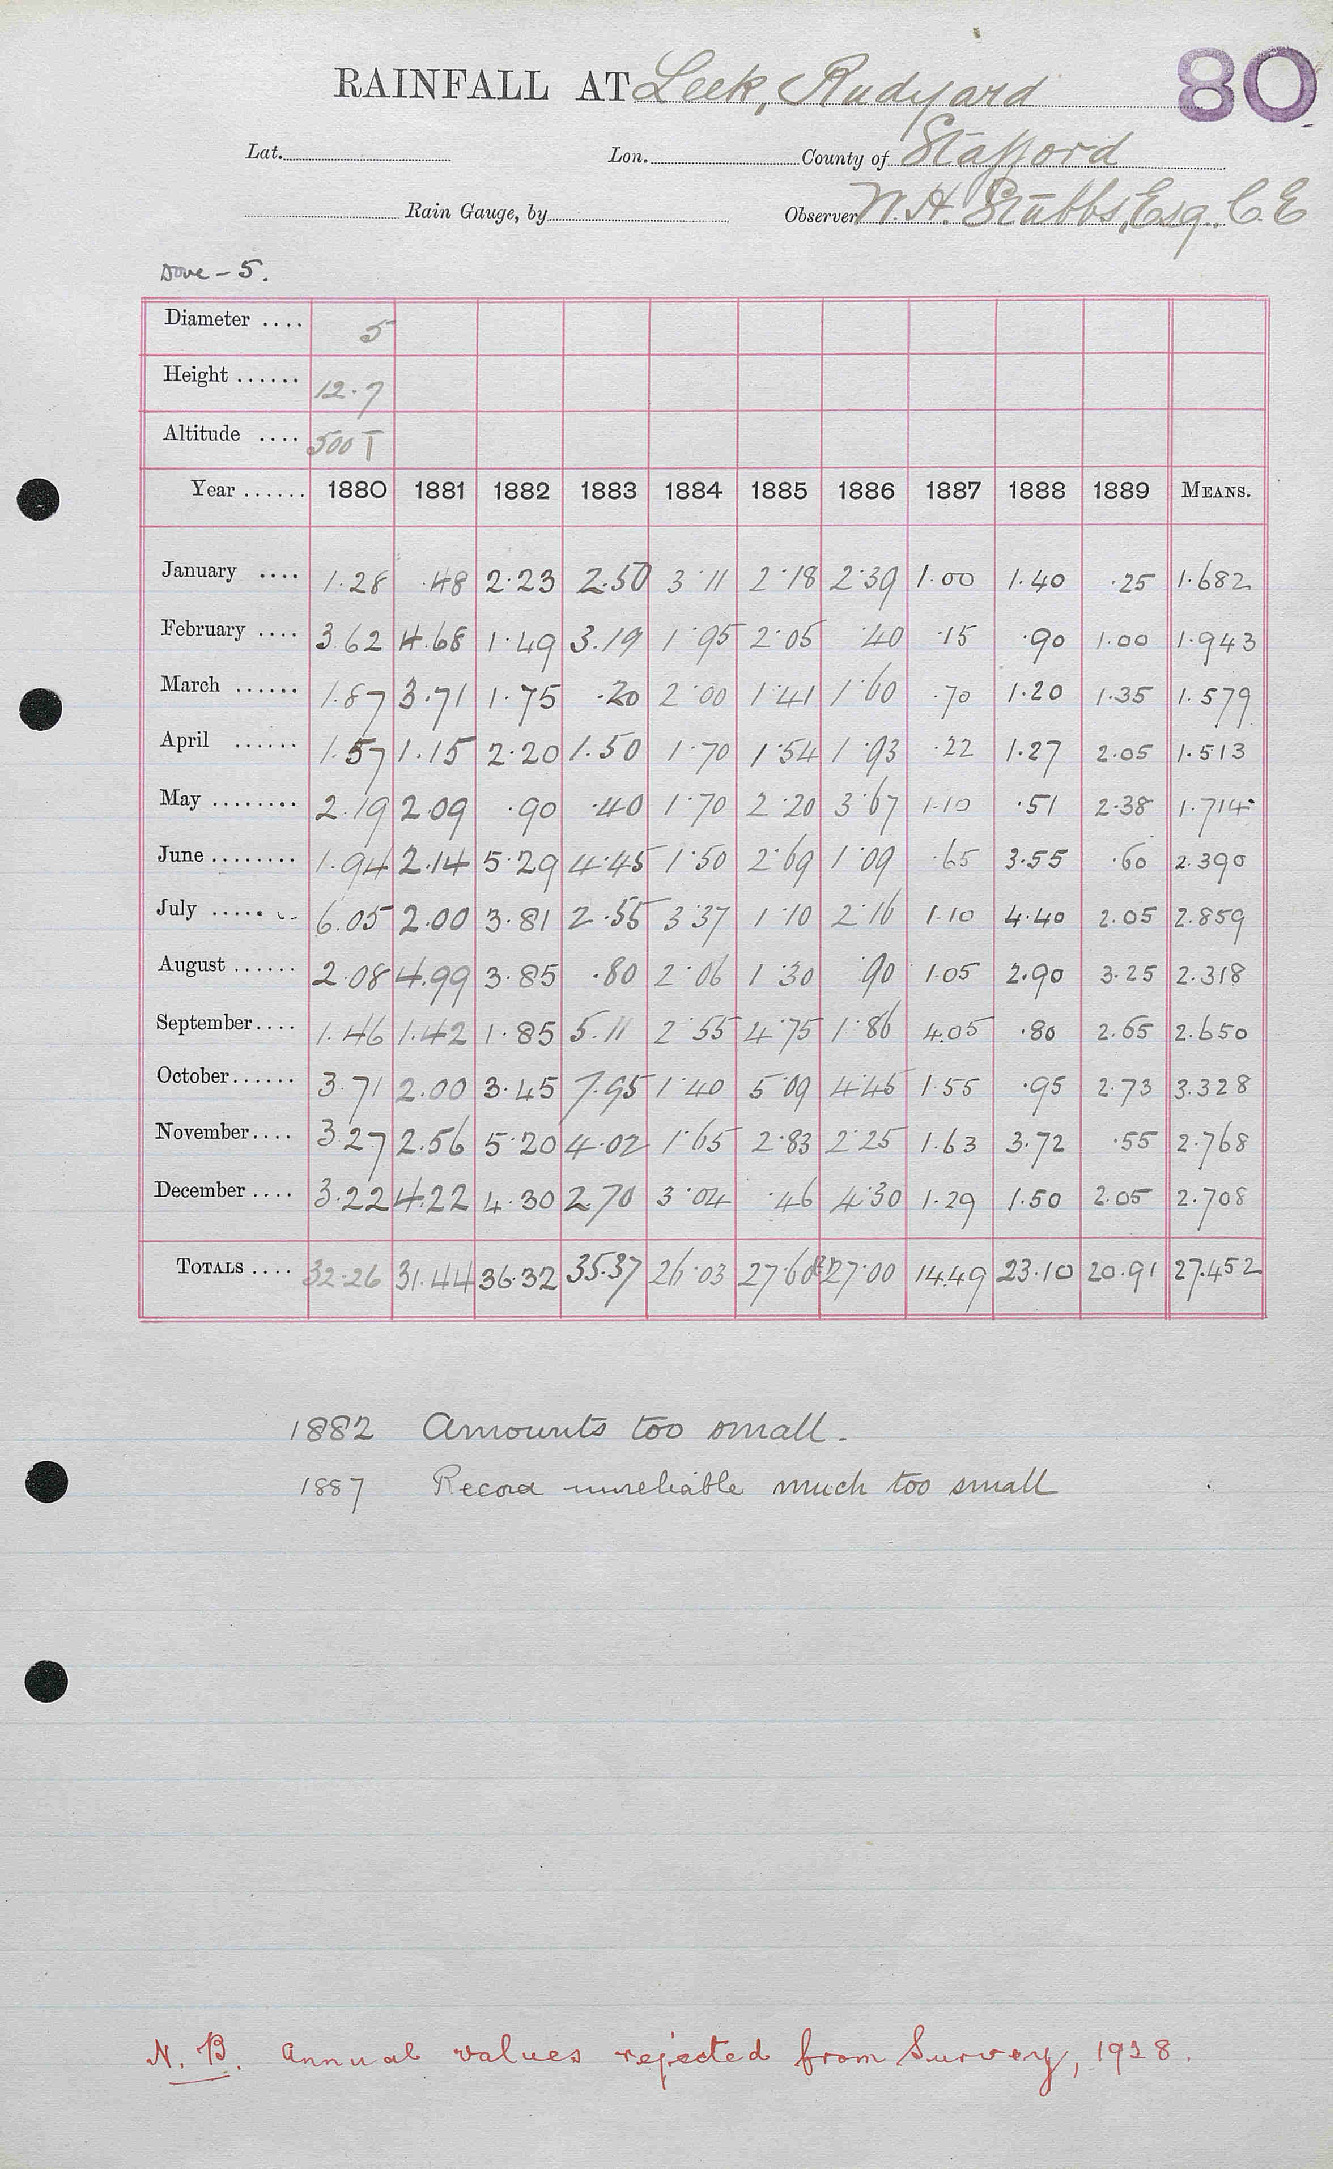 RAINFALL AT Leek, Rudyard 80
Lat. Lon. County of Stafford
Rain Gauge, by Observer W. H. Stubbs, Esq., C.E
Dove - 5.
Diameter .... 5
Height ...... 12.7
Altitude .... 500 T
Year ...... 1880 1881 1882 1883 1884 1885 1886 1887 1888 1889 MEANS.
January .... 1.28 .48 2.23 2.50 3.11 2.18 2.39 1.00 1.40 .25 1.682
February .... 3.62 4.68 1.49 3.19 1.95 2.05 .40 .15 .90 1.00 1.943
March ...... 1.87 3.71 1.75 .20 2.00 1.41 1.60 .70 1.20 1.35 1.579
April ...... 1.57 1.15 2.20 1.50 1.70 1.54 1.93 .22 1.27 2.05 1.513
May ........ 2.19 2.09 .90 .40 1.70 2.20 3.67 1.10 .51 2.38 1.714
June ........ 1.94 2.14 5.29 4.45 1.50 2.69 1.09 .65 3.55 .60 2.390
July ........ 6.05 2.00 3.81 2.55 3.37 1.10 2.16 1.10 4.40 2.05 2.859
August ...... 2.08 4.99 3.85 .80 2.06 1.30 .90 1.05 2.90 3.25 2.318
September .... 1.46 1.42 1.85 5.11 2.55 4.75 1.86 4.05 .80 2.65 2.650
October ...... 3.71 2.00 3.45 7.95 1.40 5.09 4.45 1.55 .95 2.73 3.328
November .... 3.27 2.56 5.20 4.02 1.65 2.83 2.25 1.63 3.72 .55 2.768
December .... 3.22 4.22 4.30 2.70 3.04 .46 4.30 1.29 1.50 2.05 2.708
TOTALS .... 32.26 31.44 36.32 35.37 26.03 27.60 27.00 14.49 23.10 20.91 27.452
1882 Amounts too small.
1887 Record unreliable much too small
N. B. Annual values rejected from Survey, 1928.